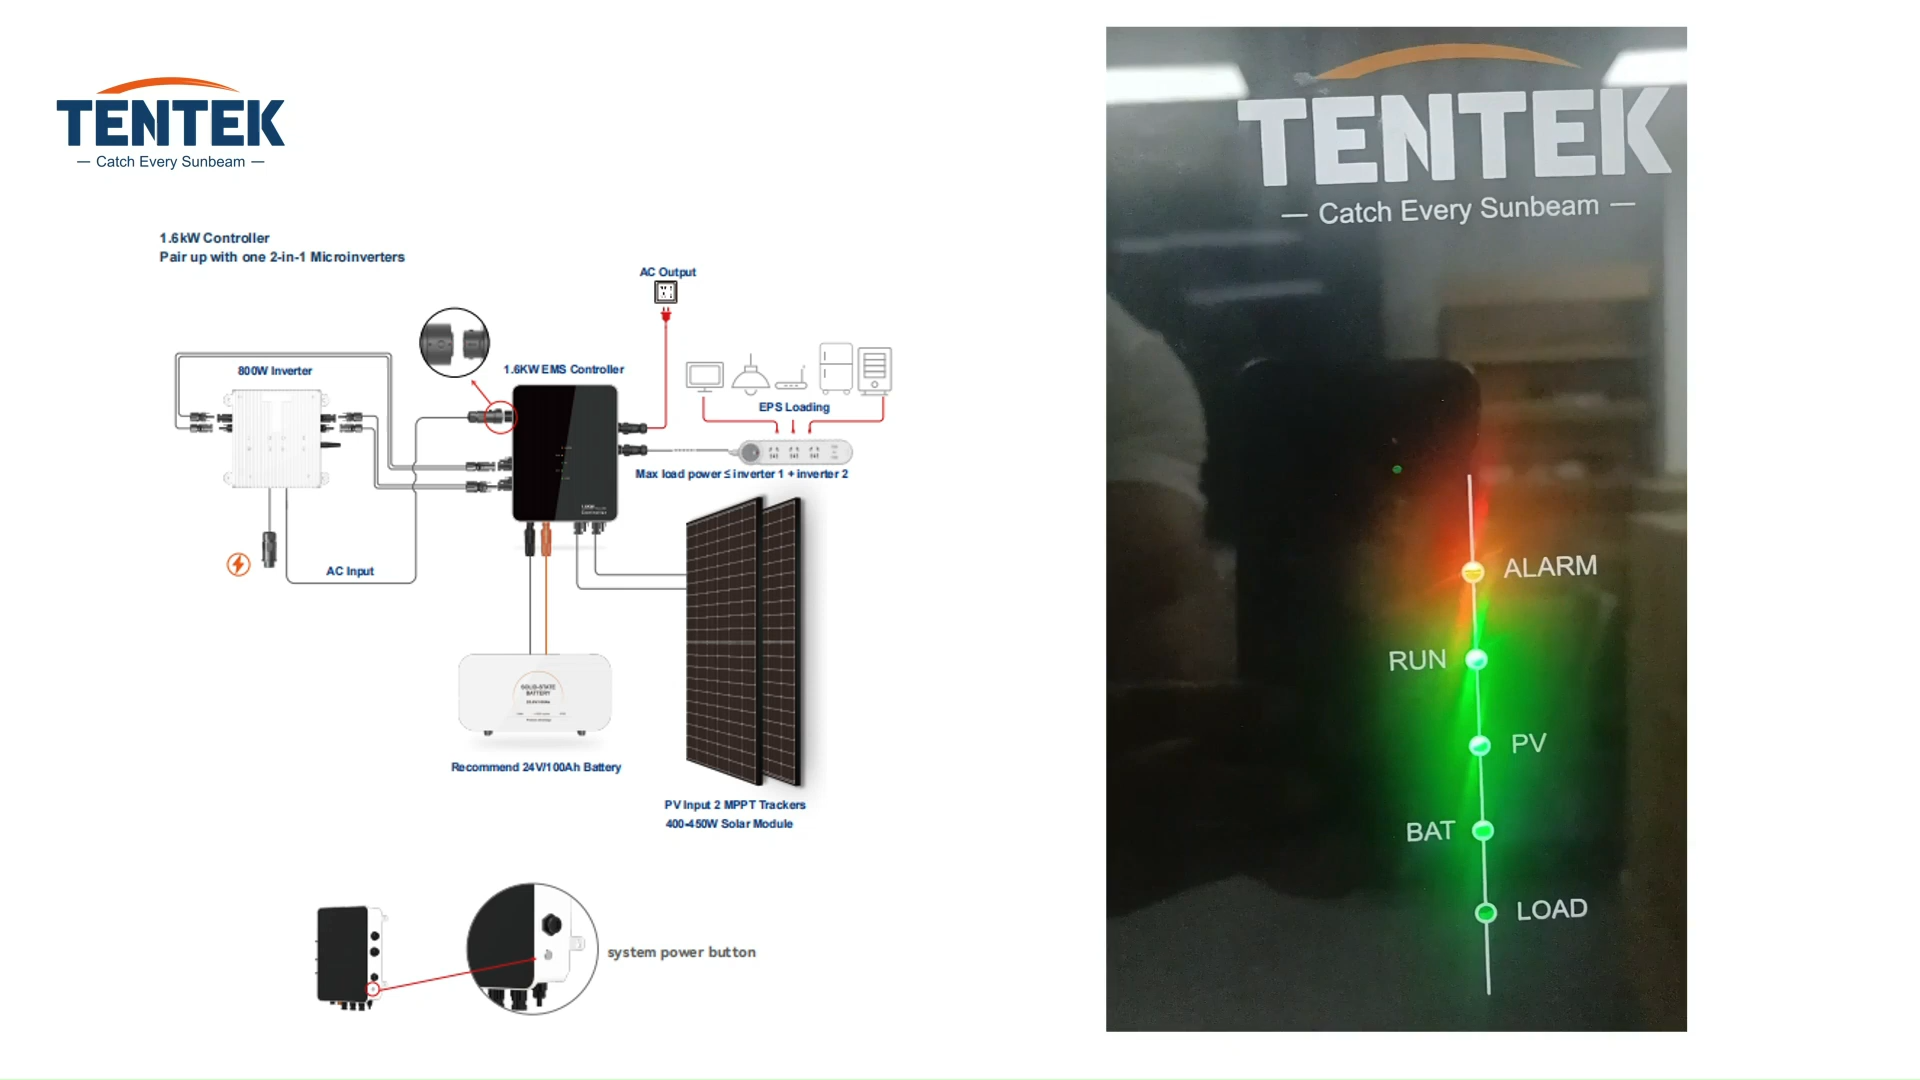 TENTEK
— Catch Every Sunbeam —
1.6kW Controller
Pair up with one 2-in-1 Microinverters
AC Output
800W Inverter
1.6KW EMS Controller
EPS Loading
Max load power ≤ inverter 1 + inverter 2
AC Input
SOLID-STATE
BATTERY
Recommend 24V/100Ah Battery
PV Input 2 MPPT Trackers
400-450W Solar Module
system power button
TENTEK
— Catch Every Sunbeam —
ALARM
RUN
PV
BAT
LOAD